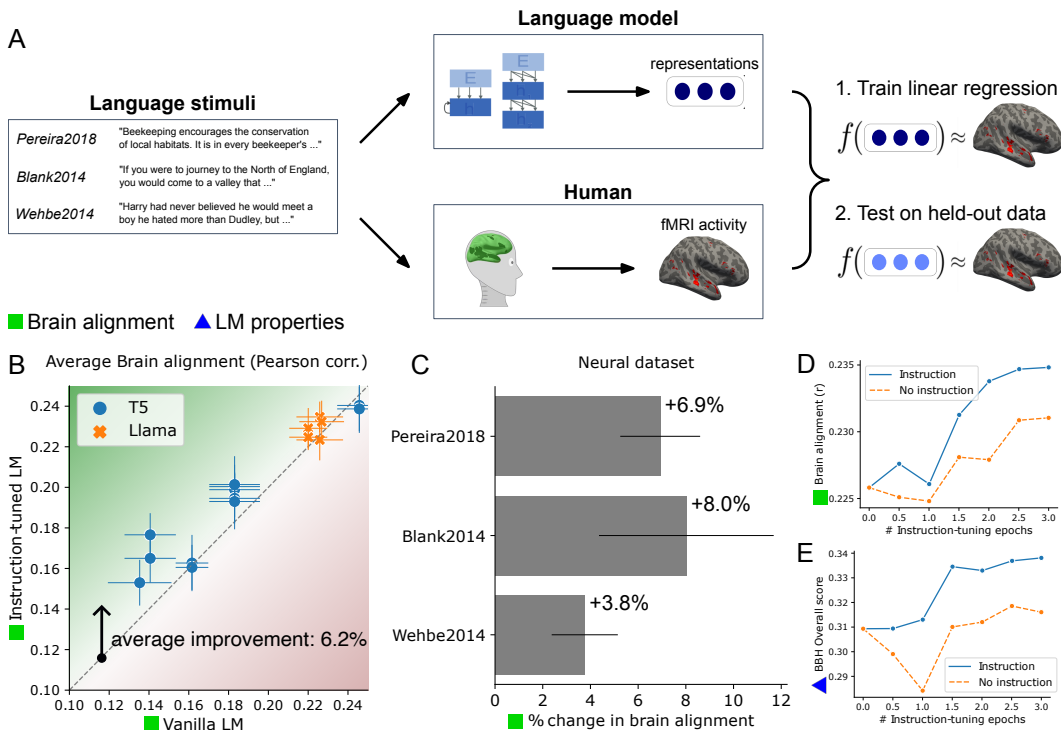 A
Language stimuli
Pereira2018
"Beekeeping encourages the conservation
of local habitats. It is in every beekeeper's ..."
Blank2014
"If you were to journey to the North of England,
you would come to a valley that ..."
Wehbe2014
"Harry had never believed he would meet a
boy he hated more than Dudley, but ..."
Language model
E
h
E
h
h
representations
Human
fMRI activity
1. Train linear regression
f( ) ≈
2. Test on held-out data
f( ) ≈
Brain alignment
LM properties
B
Average Brain alignment (Pearson corr.)
T5
Llama
Instruction-tuned LM
0.24
0.22
0.20
0.18
0.16
0.14
0.12
0.10
average improvement: 6.2%
0.10 0.12 0.14 0.16 0.18 0.20 0.22 0.24
Vanilla LM
C
Neural dataset
Pereira2018
+6.9%
Blank2014
+8.0%
Wehbe2014
+3.8%
0 2 4 6 8 10 12
% change in brain alignment
D
Brain alignment (r)
0.235
0.230
0.225
Instruction
No instruction
0.0 0.5 1.0 1.5 2.0 2.5 3.0
# Instruction-tuning epochs
E
BBH Overall score
0.34
0.33
0.32
0.31
0.30
0.29
Instruction
No instruction
0.0 0.5 1.0 1.5 2.0 2.5 3.0
# Instruction-tuning epochs